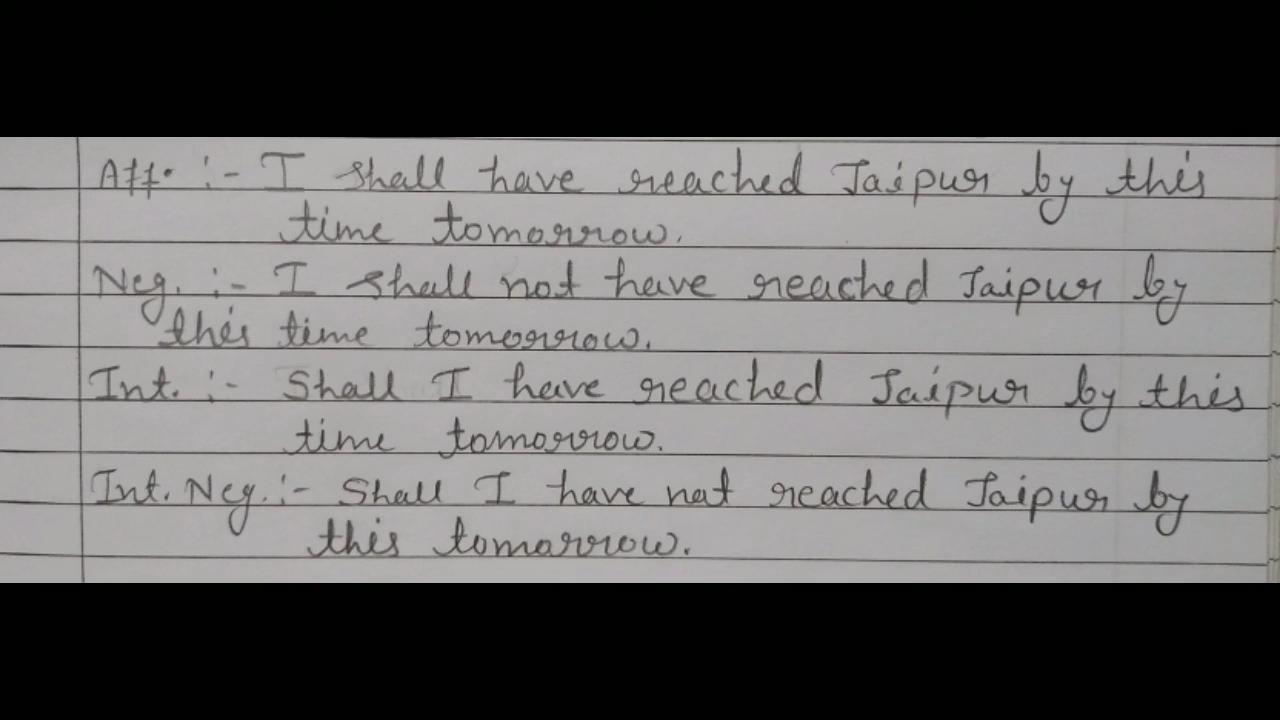 Aff. :- I shall have reached Jaipur by this
time tomorrow.
Neg. :- I shall not have reached Jaipur by
this time tomorrow.
Int. :- Shall I have reached Jaipur by this
time tomorrow.
Int. Neg. :- Shall I have not reached Jaipur by
this tomorrow.